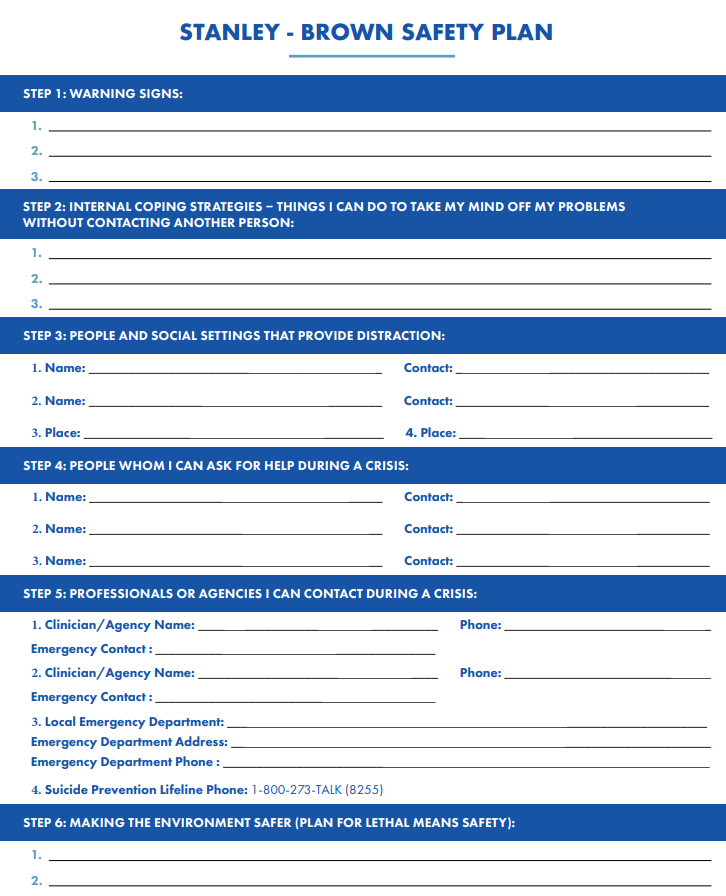 STANLEY - BROWN SAFETY PLAN
STEP 1: WARNING SIGNS:
1.
2.
3.
STEP 2: INTERNAL COPING STRATEGIES – THINGS I CAN DO TO TAKE MY MIND OFF MY PROBLEMS
WITHOUT CONTACTING ANOTHER PERSON:
1.
2.
3.
STEP 3: PEOPLE AND SOCIAL SETTINGS THAT PROVIDE DISTRACTION:
1. Name: Contact:
2. Name: Contact:
3. Place: 4. Place:
STEP 4: PEOPLE WHOM I CAN ASK FOR HELP DURING A CRISIS:
1. Name: Contact:
2. Name: Contact:
3. Name: Contact:
STEP 5: PROFESSIONALS OR AGENCIES I CAN CONTACT DURING A CRISIS:
1. Clinician/Agency Name: Phone:
Emergency Contact :
2. Clinician/Agency Name: Phone:
Emergency Contact :
3. Local Emergency Department:
Emergency Department Address:
Emergency Department Phone :
4. Suicide Prevention Lifeline Phone: 1-800-273-TALK (8255)
STEP 6: MAKING THE ENVIRONMENT SAFER (PLAN FOR LETHAL MEANS SAFETY):
1.
2.